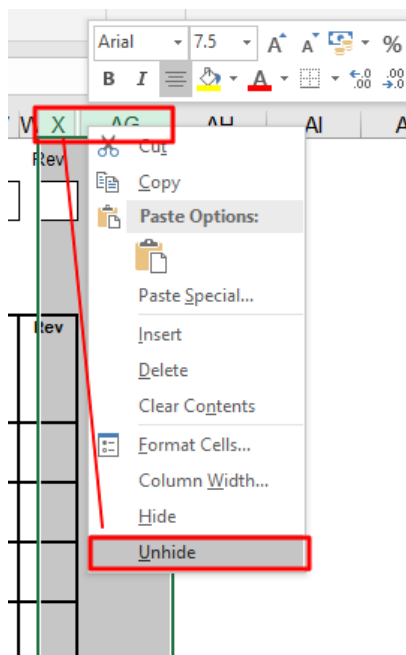 Arial 7.5 A A %
B I A .00 .00
W X AG AH AI A
Rev
Cut
Copy
Paste Options:
Paste Special...
Insert
Rev
Delete
Clear Contents
Format Cells...
Column Width...
Hide
Unhide